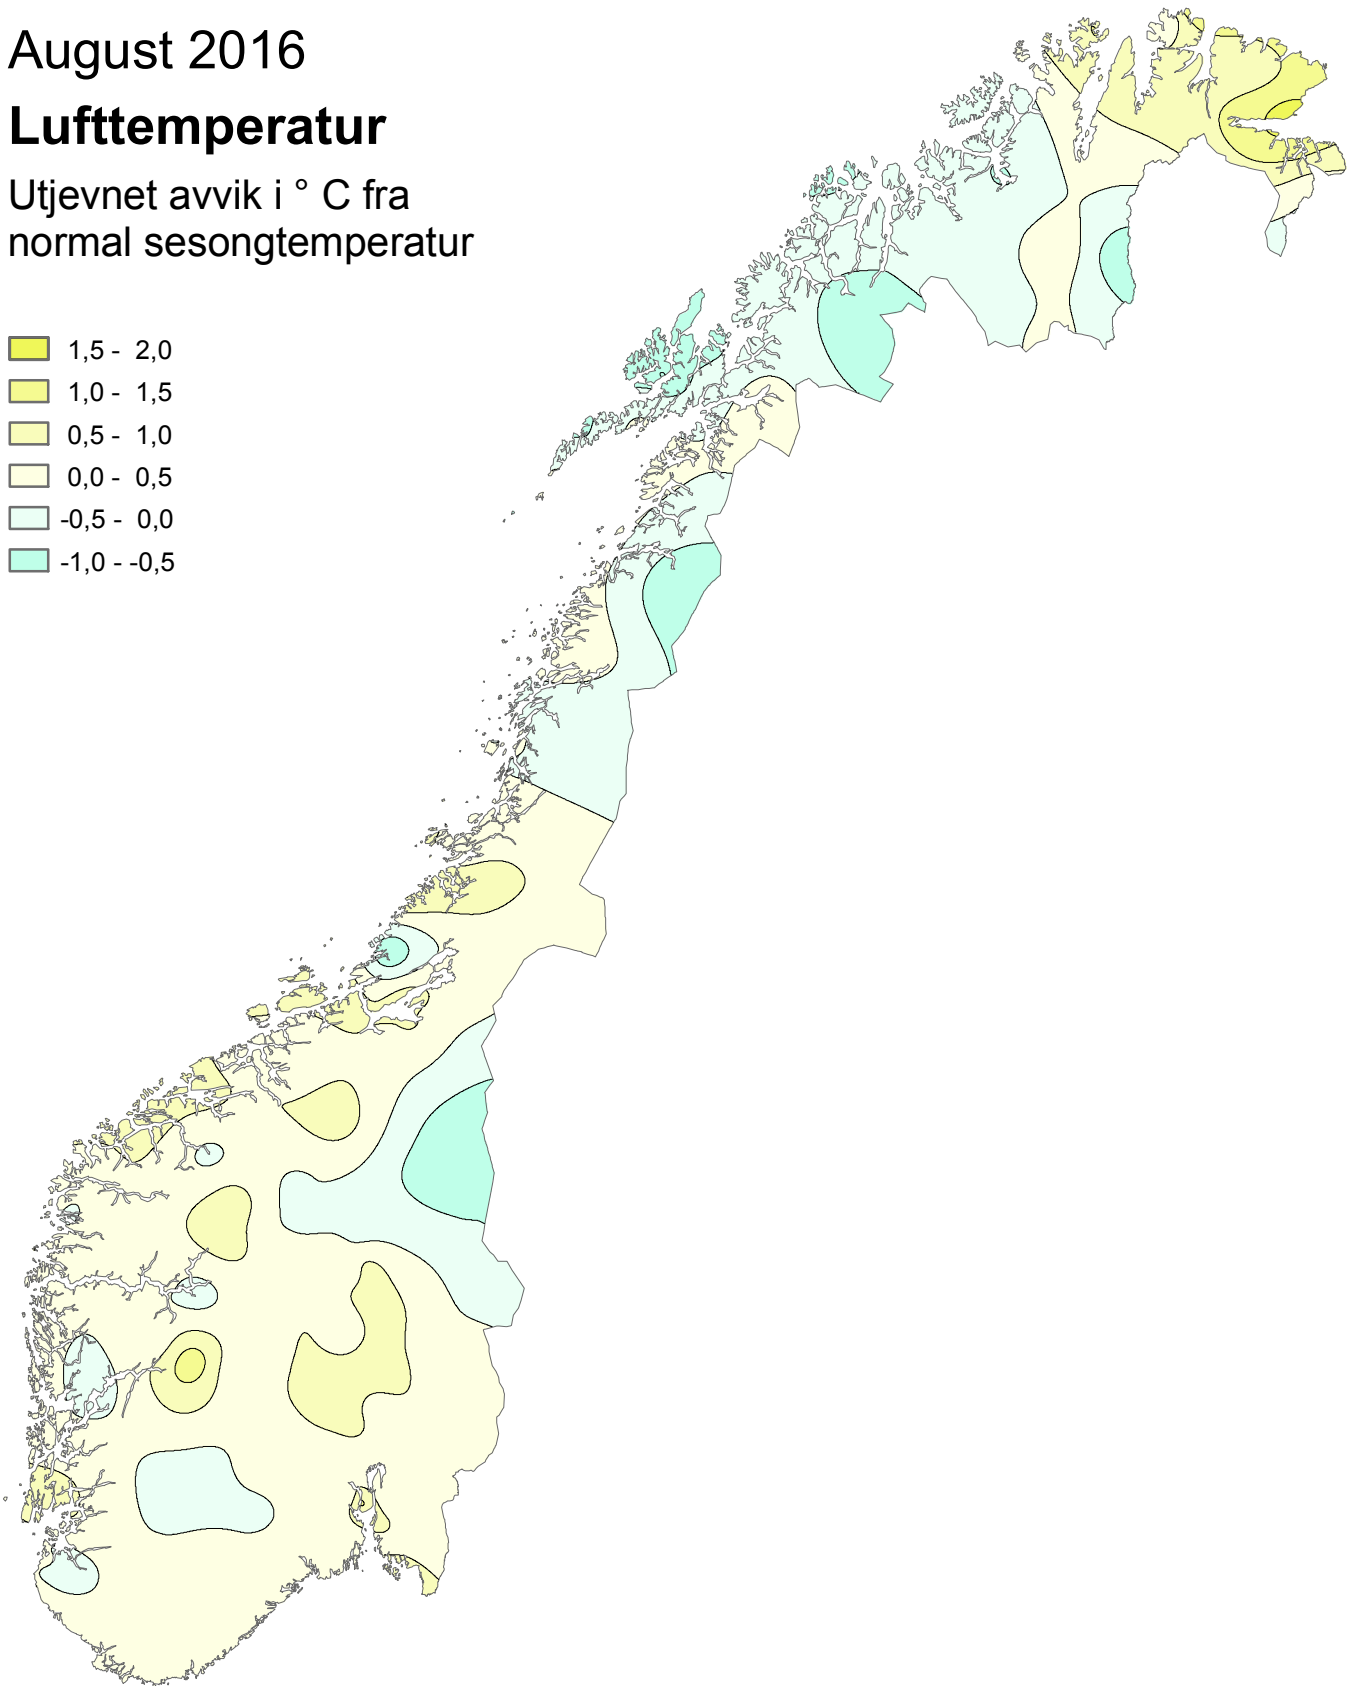 August 2016
Lufttemperatur
Utjevnet avvik i ° C fra
normal sesongtemperatur
1,5 - 2,0
1,0 - 1,5
0,5 - 1,0
0,0 - 0,5
-0,5 - 0,0
-1,0 - -0,5